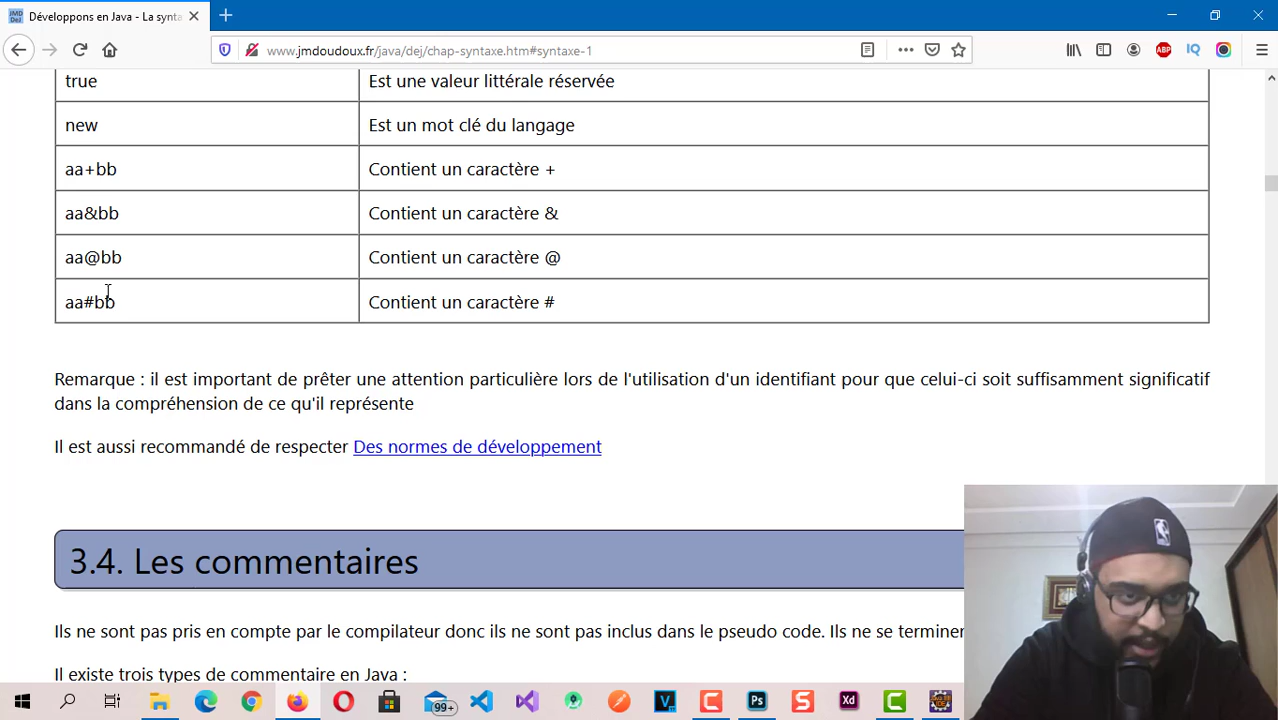 Développons en Java - La synta
www.jmdoudoux.fr/java/dej/chap-syntaxe.htm#syntaxe-1
ABP
IQ
true Est une valeur littérale réservée
new Est un mot clé du langage
aa+bb Contient un caractère +
aa&bb Contient un caractère &
aa@bb Contient un caractère @
aa#bb Contient un caractère #
Remarque : il est important de prêter une attention particulière lors de l'utilisation d'un identifiant pour que celui-ci soit suffisamment significatif
dans la compréhension de ce qu'il représente
Il est aussi recommandé de respecter Des normes de développement
3.4. Les commentaires
Ils ne sont pas pris en compte par le compilateur donc ils ne sont pas inclus dans le pseudo code. Ils ne se terminer
Il existe trois types de commentaire en Java :
99+
Ps
Xd